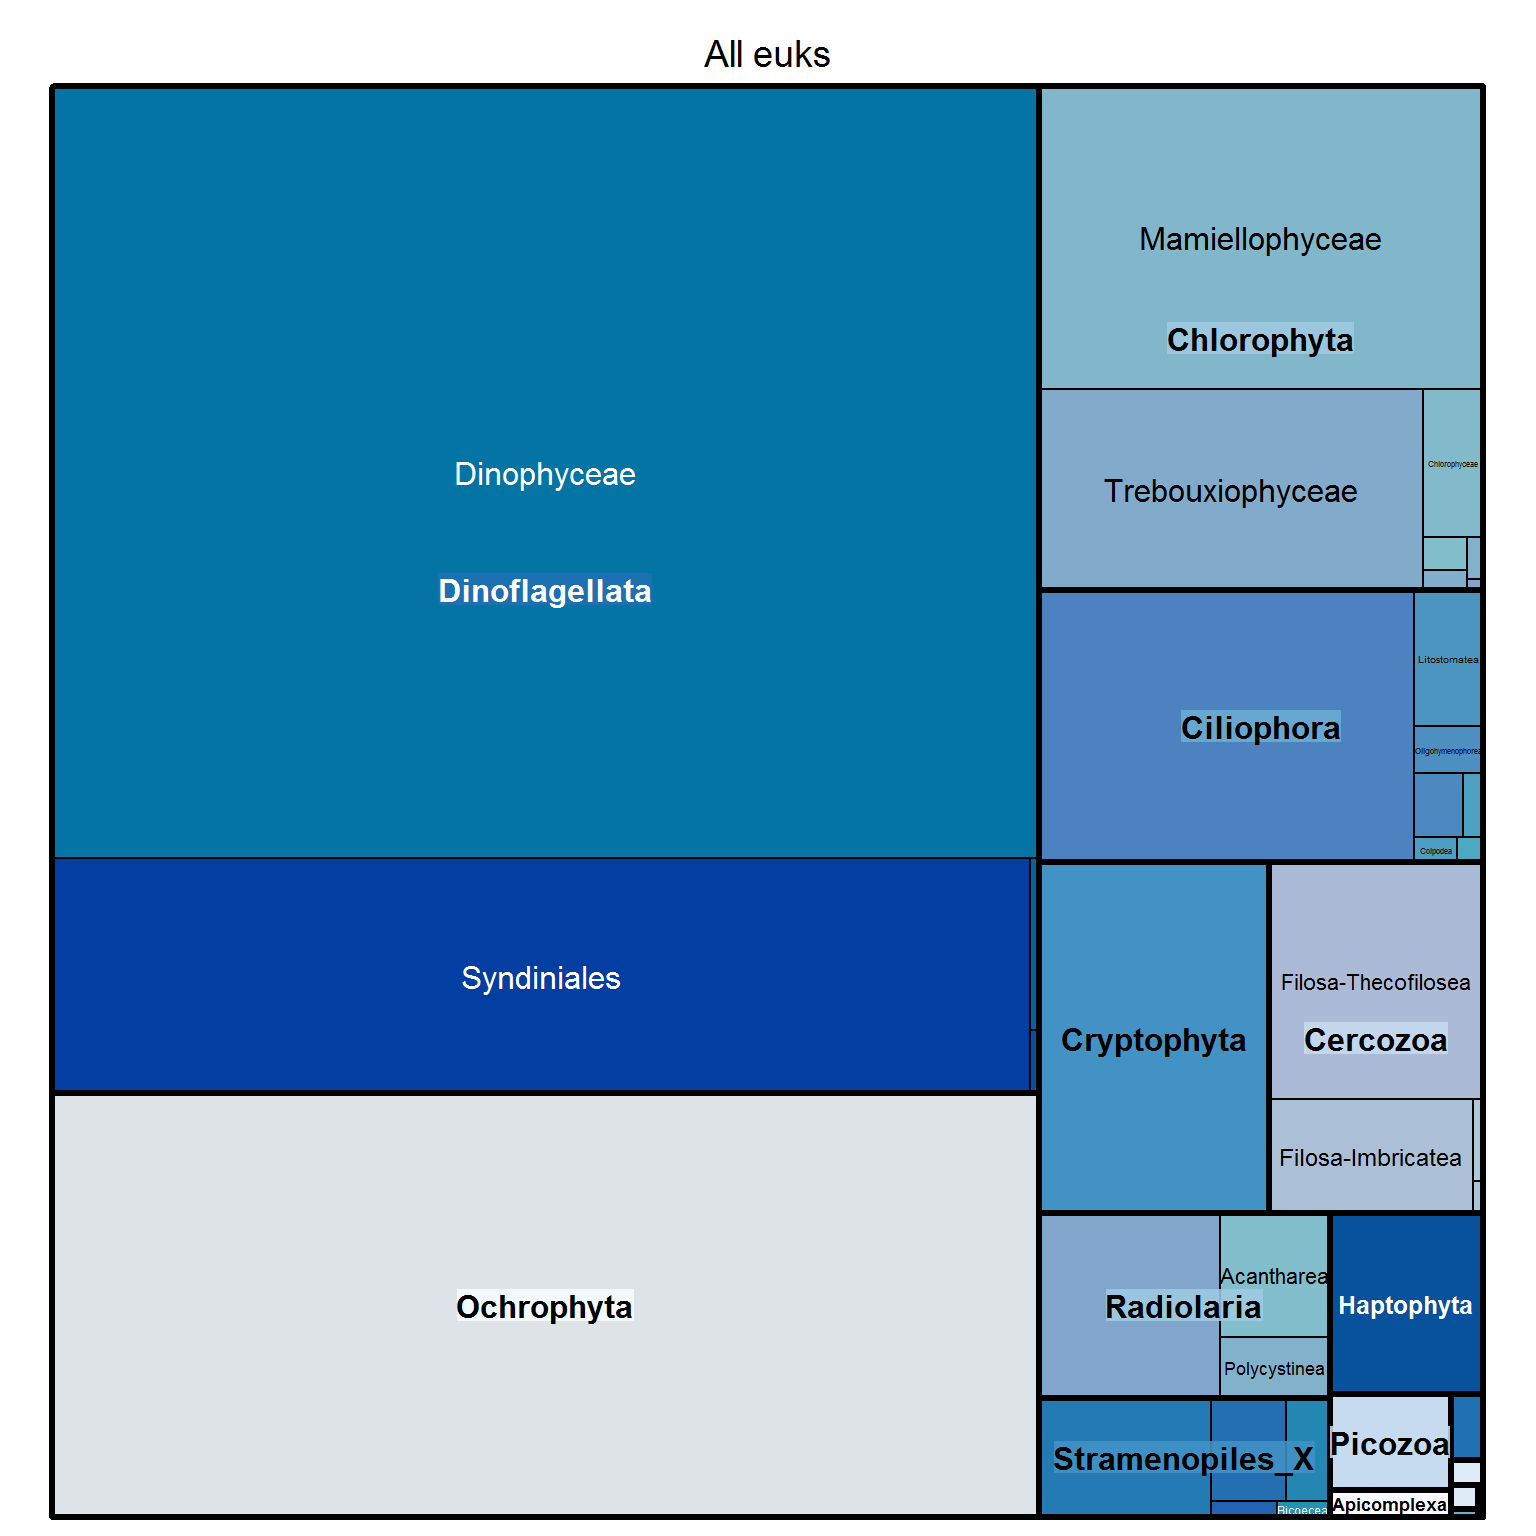 All euks
Dinophyceae
Dinoflagellata
Syndiniales
Ochrophyta
Mamiellophyceae
Chlorophyta
Trebouxiophyceae
Chlorophyceae
Ciliophora
Litostomatea
Oligohymenophorea
Colpodea
Cryptophyta
Filosa-Thecofilosea
Cercozoa
Filosa-Imbricatea
Acantharea
Radiolaria
Polycystinea
Haptophyta
Stramenopiles_X
Bicoecea
Picozoa
Apicomplexa